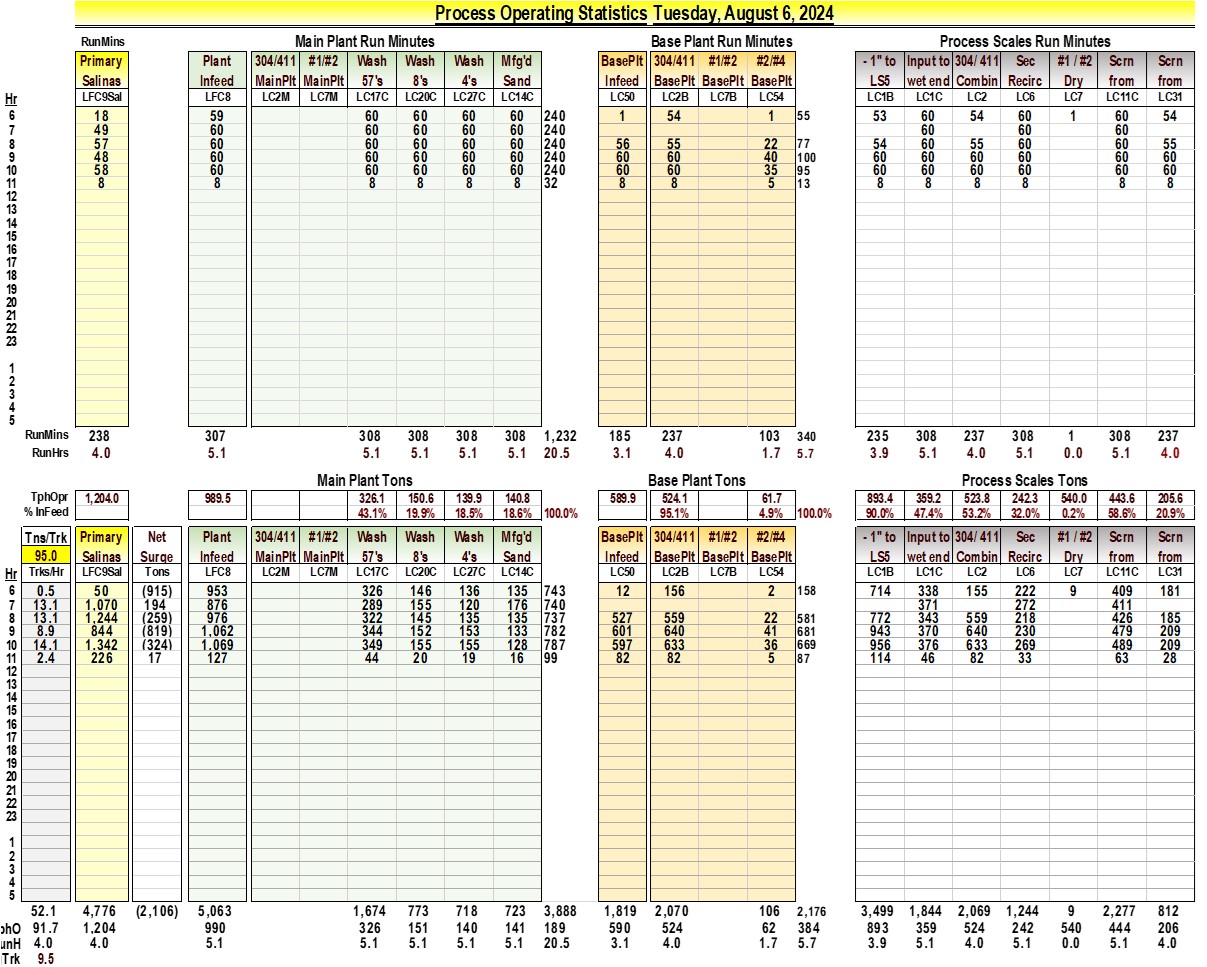 Process Operating Statistics Tuesday, August 6, 2024
RunMins Main Plant Run Minutes Base Plant Run Minutes Process Scales Run Minutes
Primary Plant 304/411 #1/#2 Wash Wash Wash Mfg'd BasePlt 304/411 #1/#2 #2/#4 - 1" to Input to 304/ 411 Sec #1 / #2 Scrn Scrn
Salinas Infeed MainPlt MainPlt 57's 8's 4's Sand Infeed BasePlt BasePlt BasePlt LS5 wet end Combin Recirc Dry from from
Hr LFC9Sal LFC8 LC2M LC7M LC17C LC20C LC27C LC14C LC50 LC2B LC7B LC54 LC1B LC1C LC2 LC6 LC7 LC11C LC31
6 18 59 60 60 60 60 240 1 54 1 55 53 60 54 60 1 60 54
7 49 60 60 60 60 60 240 60 60 60
8 57 60 60 60 60 60 240 56 55 22 77 54 60 55 60 60 55
9 48 60 60 60 60 60 240 60 60 40 100 60 60 60 60 60 60
10 58 60 60 60 60 60 240 60 60 35 95 60 60 60 60 60 60
11 8 8 8 8 8 8 32 8 8 5 13 8 8 8 8 8 8
12
13
14
15
16
17
18
19
20
21
22
23
1
2
3
4
5
RunMins 238 307 308 308 308 308 1,232 185 237 103 340 235 308 237 308 1 308 237
RunHrs 4.0 5.1 5.1 5.1 5.1 5.1 20.5 3.1 4.0 1.7 5.7 3.9 5.1 4.0 5.1 0.0 5.1 4.0
Main Plant Tons Base Plant Tons Process Scales Tons
TphOpr 1,204.0 989.5 326.1 150.6 139.9 140.8 589.9 524.1 61.7 893.4 359.2 523.8 242.3 540.0 443.6 205.6
% InFeed 43.1% 19.9% 18.5% 18.6% 100.0% 95.1% 4.9% 100.0% 90.0% 47.4% 53.2% 32.0% 0.2% 58.6% 20.9%
Tns/Trk Primary Net Plant 304/411 #1/#2 Wash Wash Wash Mfg'd BasePlt 304/411 #1/#2 #2/#4 - 1" to Input to 304/ 411 Sec #1 / #2 Scrn Scrn
95.0 Salinas Surge Infeed MainPlt MainPlt 57's 8's 4's Sand Infeed BasePlt BasePlt BasePlt LS5 wet end Combin Recirc Dry from from
Hr Trks/Hr LFC9Sal Tons LFC8 LC2M LC7M LC17C LC20C LC27C LC14C LC50 LC2B LC7B LC54 LC1B LC1C LC2 LC6 LC7 LC11C LC31
6 0.5 50 (915) 953 326 146 136 135 743 12 156 2 158 714 338 155 222 9 409 181
7 13.1 1,070 194 876 289 155 120 176 740 371 272 411
8 13.1 1,244 (259) 976 322 145 135 135 737 527 559 22 581 772 343 559 218 426 185
9 8.9 844 (819) 1,062 344 152 153 133 782 601 640 41 681 943 370 640 230 479 209
10 14.1 1,342 (324) 1,069 349 155 155 128 787 597 633 36 669 956 376 633 269 489 209
11 2.4 226 17 127 44 20 19 16 99 82 82 5 87 114 46 82 33 63 28
12
13
14
15
16
17
18
19
20
21
22
23
1
2
3
4
5
52.1 4,776 (2,106) 5,063 1,674 773 718 723 3,888 1,819 2,070 106 2,176 3,499 1,844 2,069 1,244 9 2,277 812
phO 91.7 1,204 990 326 151 140 141 189 590 524 62 384 893 359 524 242 540 444 206
unH 4.0 4.0 5.1 5.1 5.1 5.1 5.1 20.5 3.1 4.0 1.7 5.7 3.9 5.1 4.0 5.1 0.0 5.1 4.0
Trk 9.5